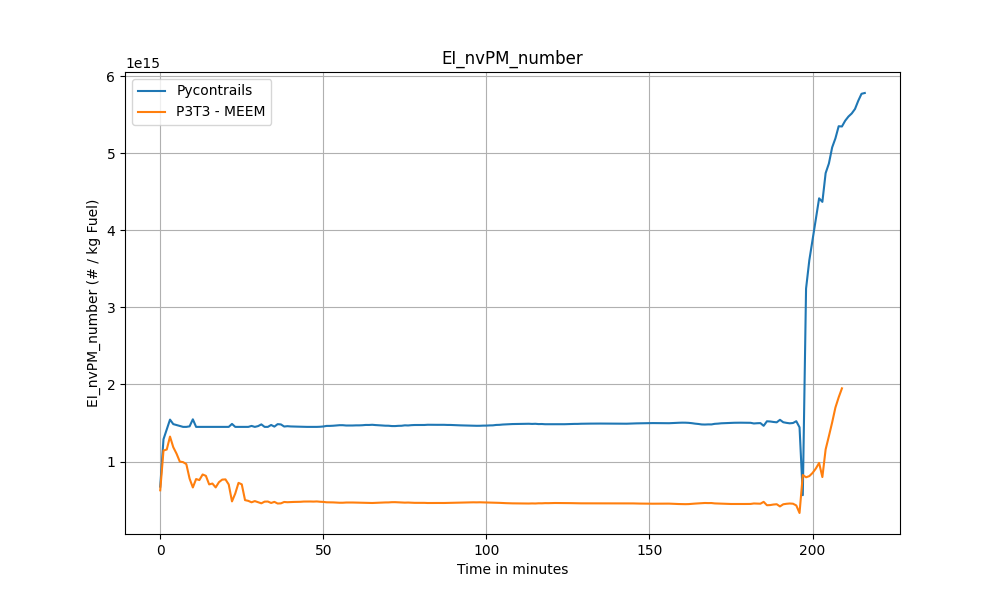 EI_nvPM_number
1e15
Pycontrails
P3T3 - MEEM
EI_nvPM_number (# / kg Fuel)
6
5
4
3
2
1
0 50 100 150 200
Time in minutes